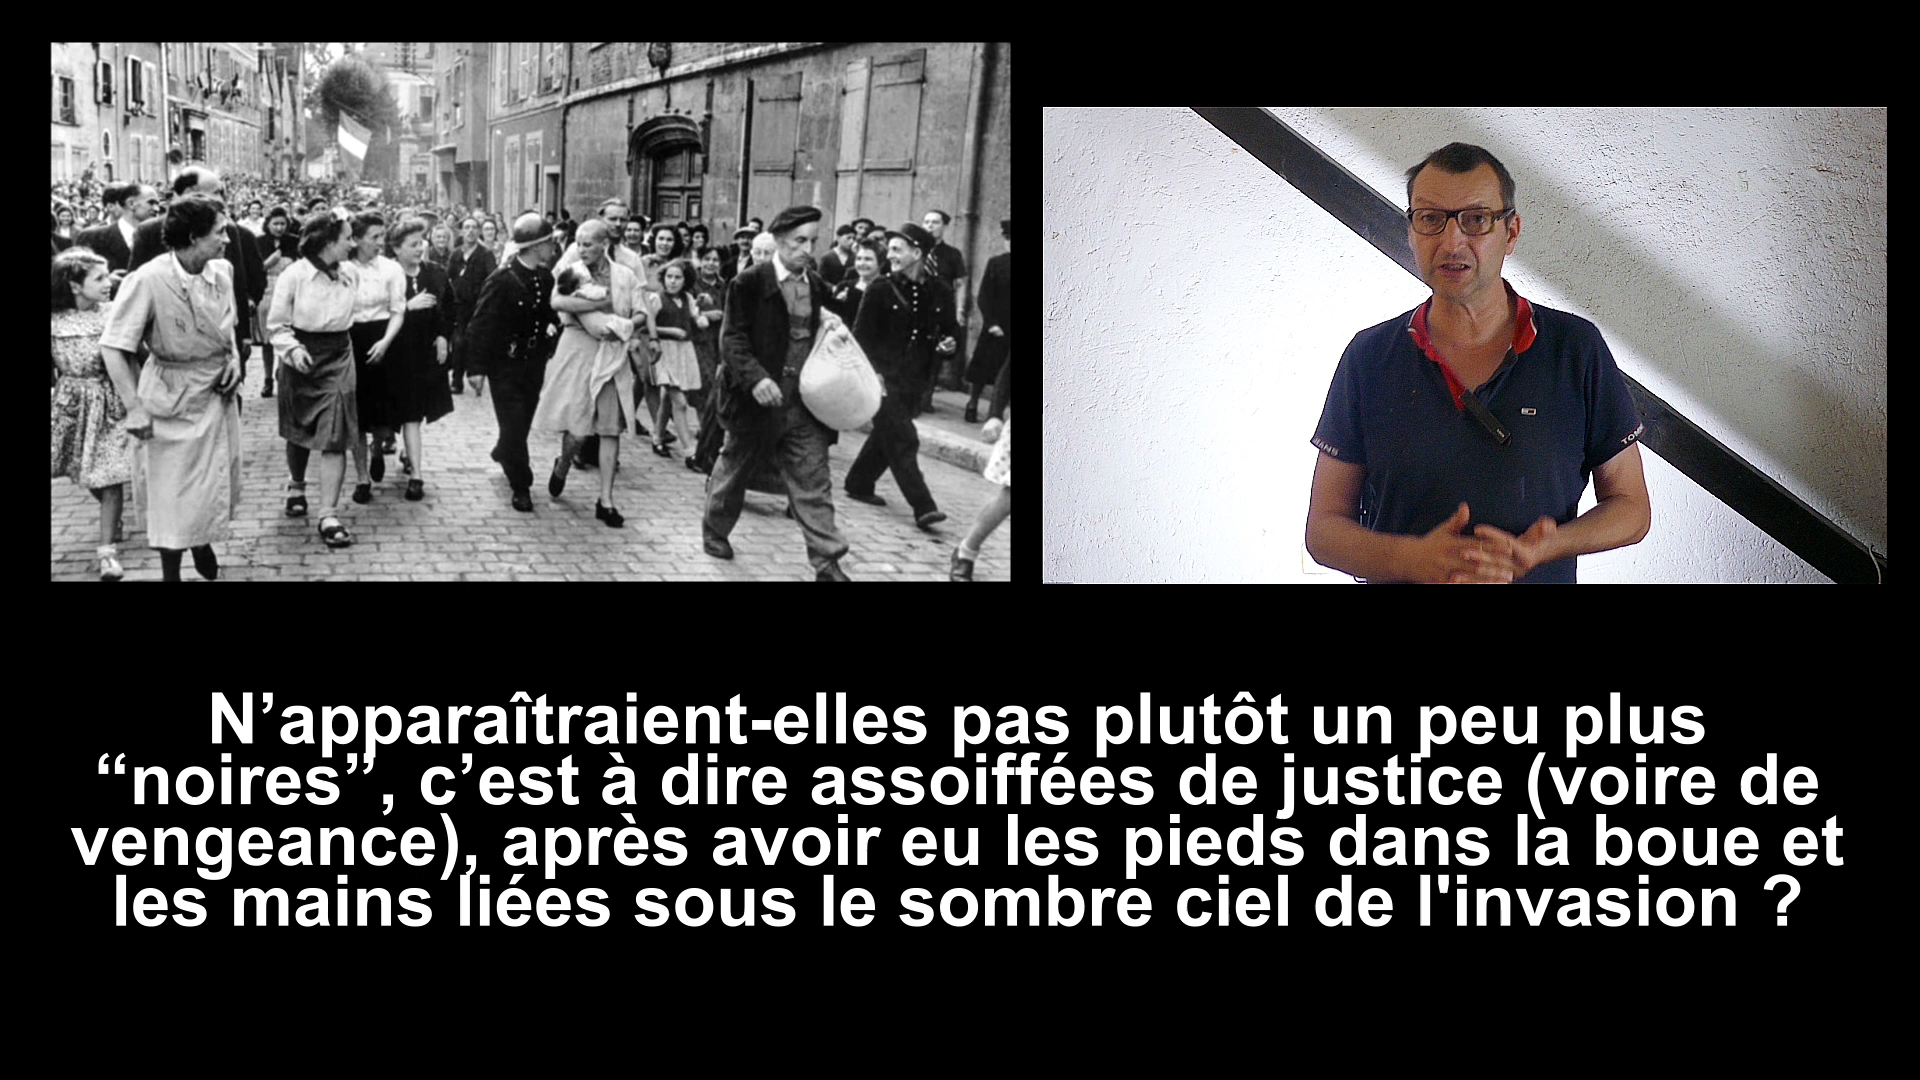 N’apparaîtraient-elles pas plutôt un peu plus
“noires”, c’est à dire assoiffées de justice (voire de
vengeance), après avoir eu les pieds dans la boue et
les mains liées sous le sombre ciel de l'invasion ?